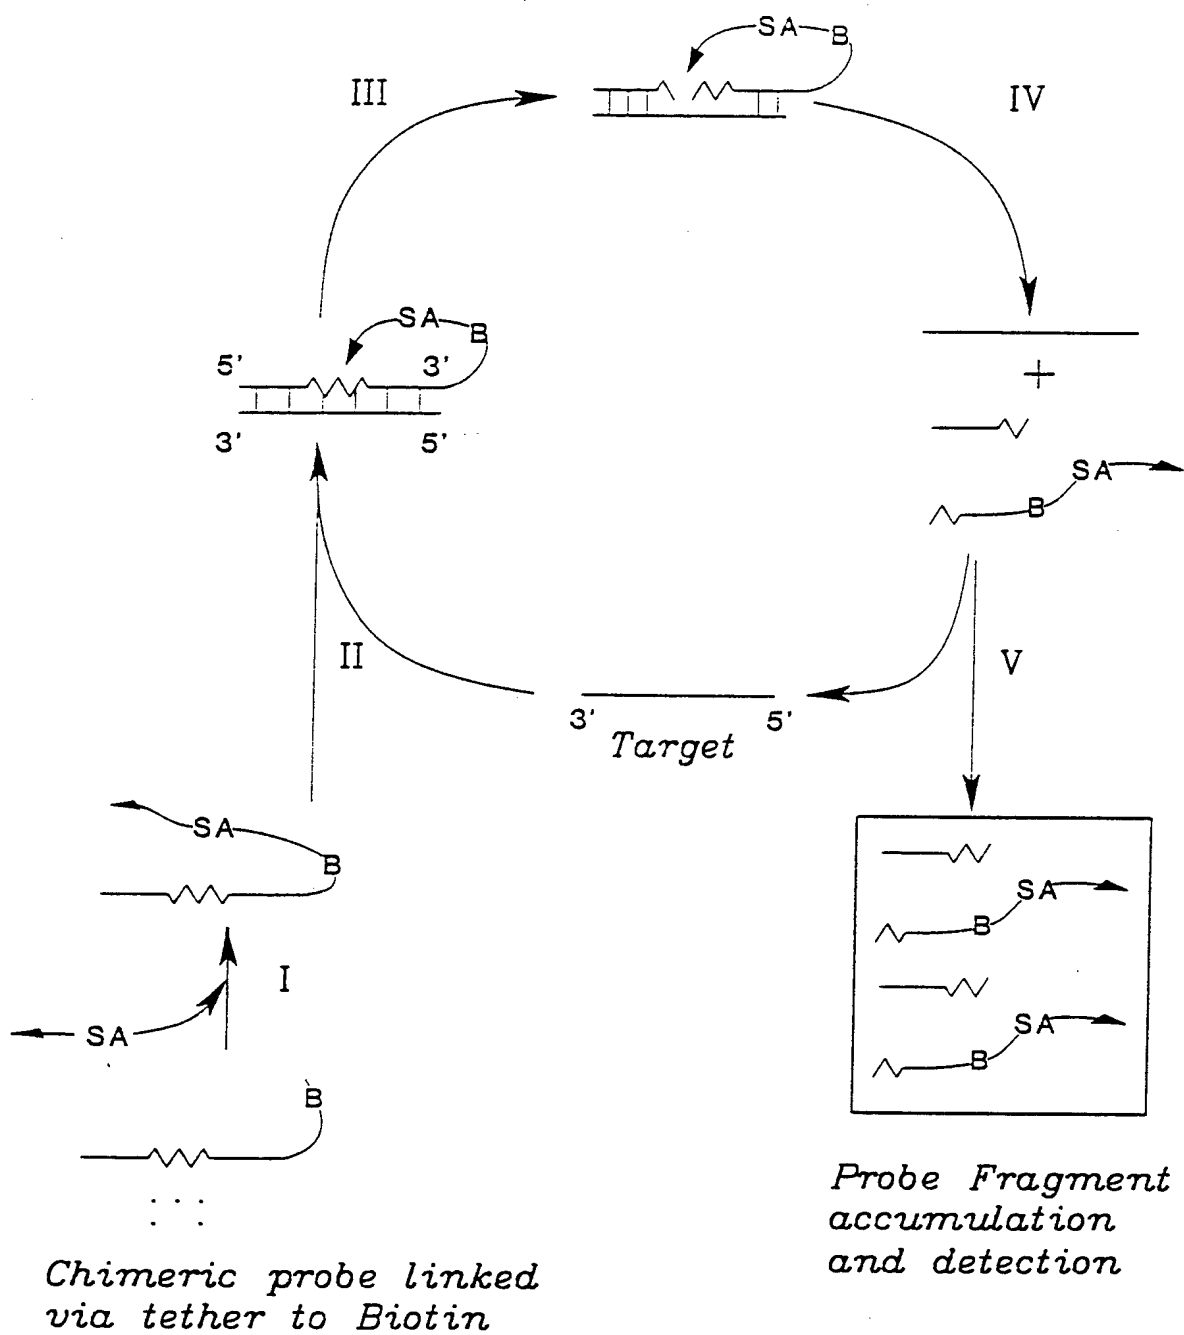 SA
B
III
IV
SA
B
5'
3'
3'
5'
SA
B
II
V
3'
5'
Target
SA
B
SA
B
I
SA
B
SA
B
SA
B
Chimeric probe linked
via tether to Biotin
Probe Fragment
accumulation
and detection